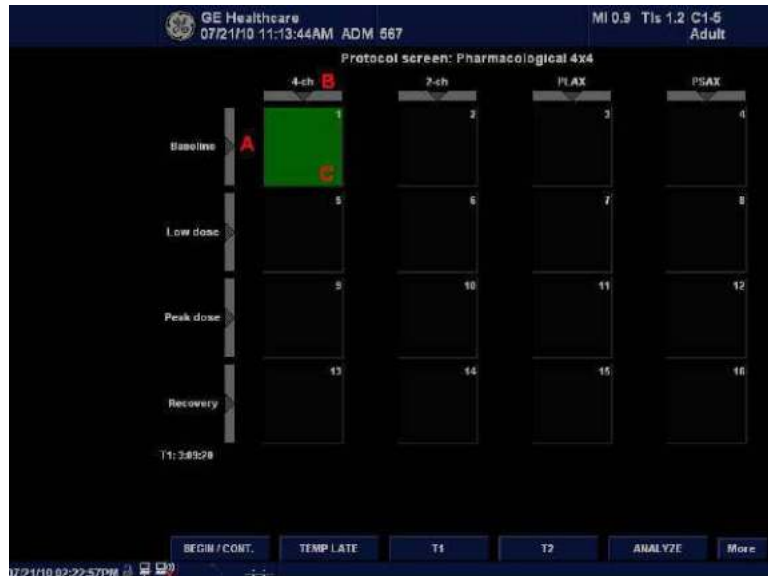 GE Healthcare
07/21/10 11:13:44AM ADM 567
MI 0.9 TIs 1.2 C1-5
Adult
Protocol screen: Pharmacological 4x4
4-ch B 2-ch PLAX PSAX
Baseline A 1 2 3 4
C
Low dose 5 6 7 8
Peak dose 9 10 11 12
Recovery 13 14 15 16
T1: 3:09:20
BEGIN / CONT. TEMPLATE T1 T2 ANALYZE More
07/21/10 02:22:57PM